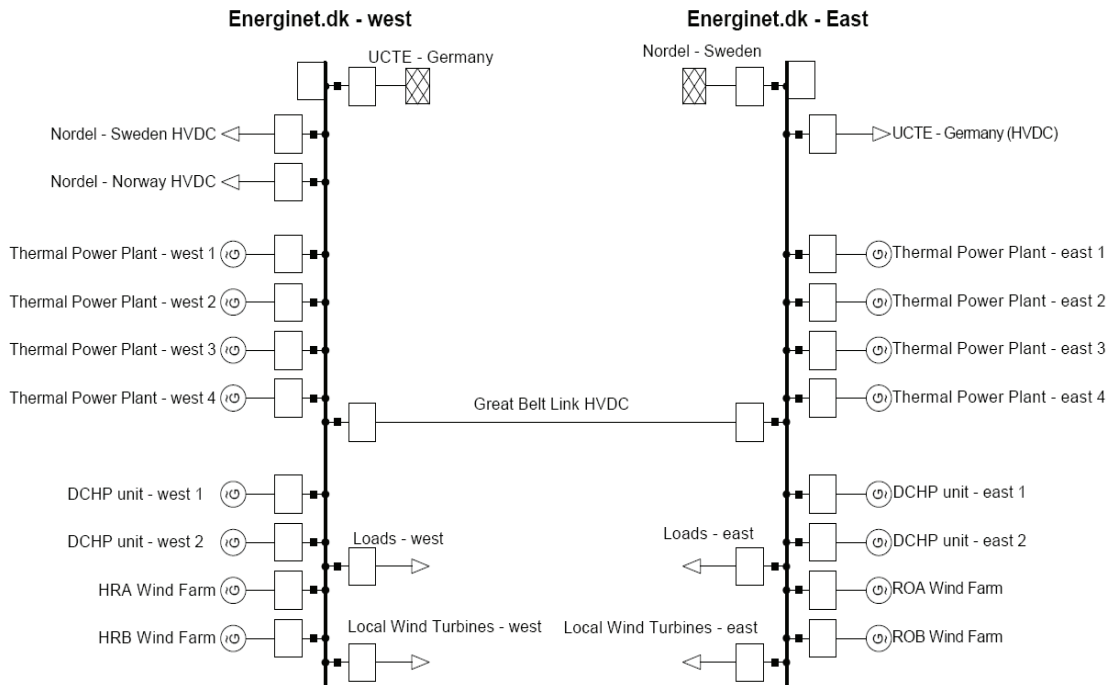 Energinet.dk - west
Energinet.dk - East
UCTE - Germany
Nordel - Sweden
Nordel - Sweden HVDC
UCTE - Germany (HVDC)
Nordel - Norway HVDC
Thermal Power Plant - west 1
G~
G~
Thermal Power Plant - east 1
Thermal Power Plant - west 2
G~
G~
Thermal Power Plant - east 2
Thermal Power Plant - west 3
G~
G~
Thermal Power Plant - east 3
Thermal Power Plant - west 4
G~
G~
Thermal Power Plant - east 4
Great Belt Link HVDC
DCHP unit - west 1
G~
G~
DCHP unit - east 1
DCHP unit - west 2
G~
Loads - west
Loads - east
G~
DCHP unit - east 2
HRA Wind Farm
G~
G~
ROA Wind Farm
HRB Wind Farm
G~
Local Wind Turbines - west
Local Wind Turbines - east
G~
ROB Wind Farm